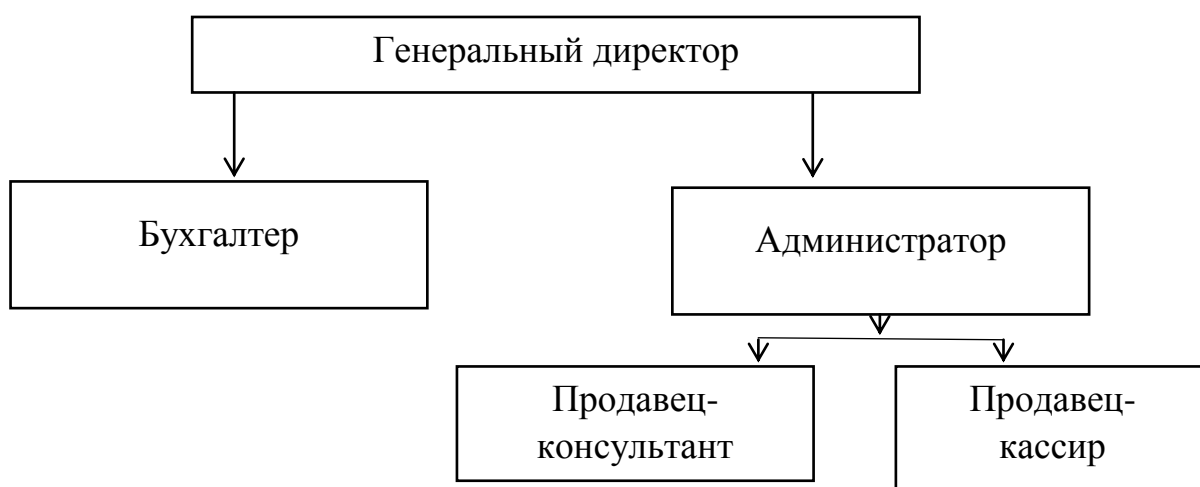 Генеральный директор
Бухгалтер
Администратор
Продавец-
консультант
Продавец-
кассир